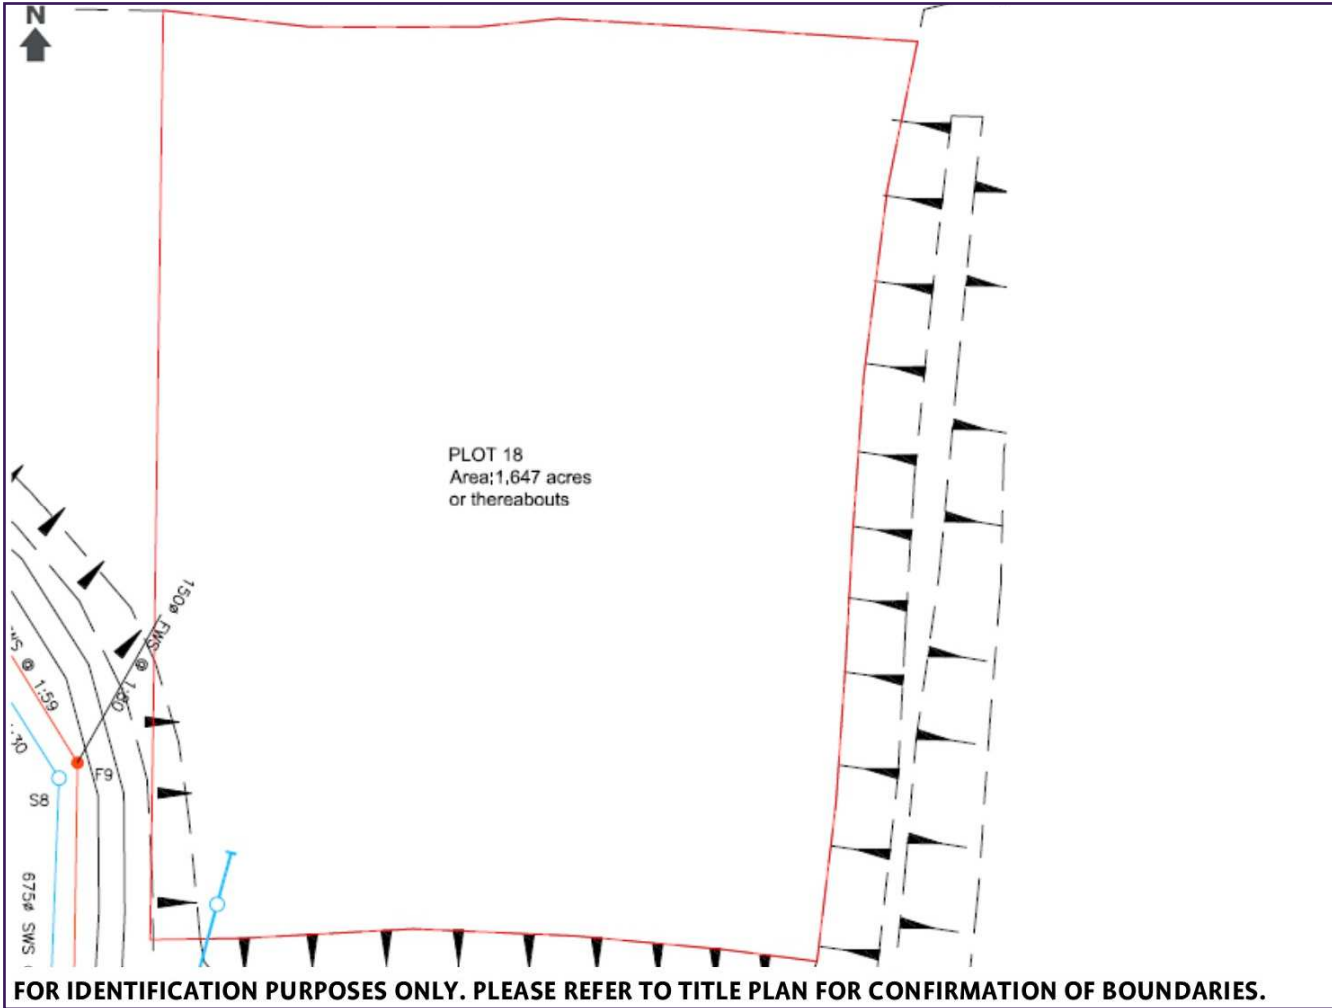 N
PLOT 18
Area¦1,647 acres
or thereabouts
150ø FWS @ 1:80
@ 1:59
F9
S8
675ø SWS
FOR IDENTIFICATION PURPOSES ONLY. PLEASE REFER TO TITLE PLAN FOR CONFIRMATION OF BOUNDARIES.